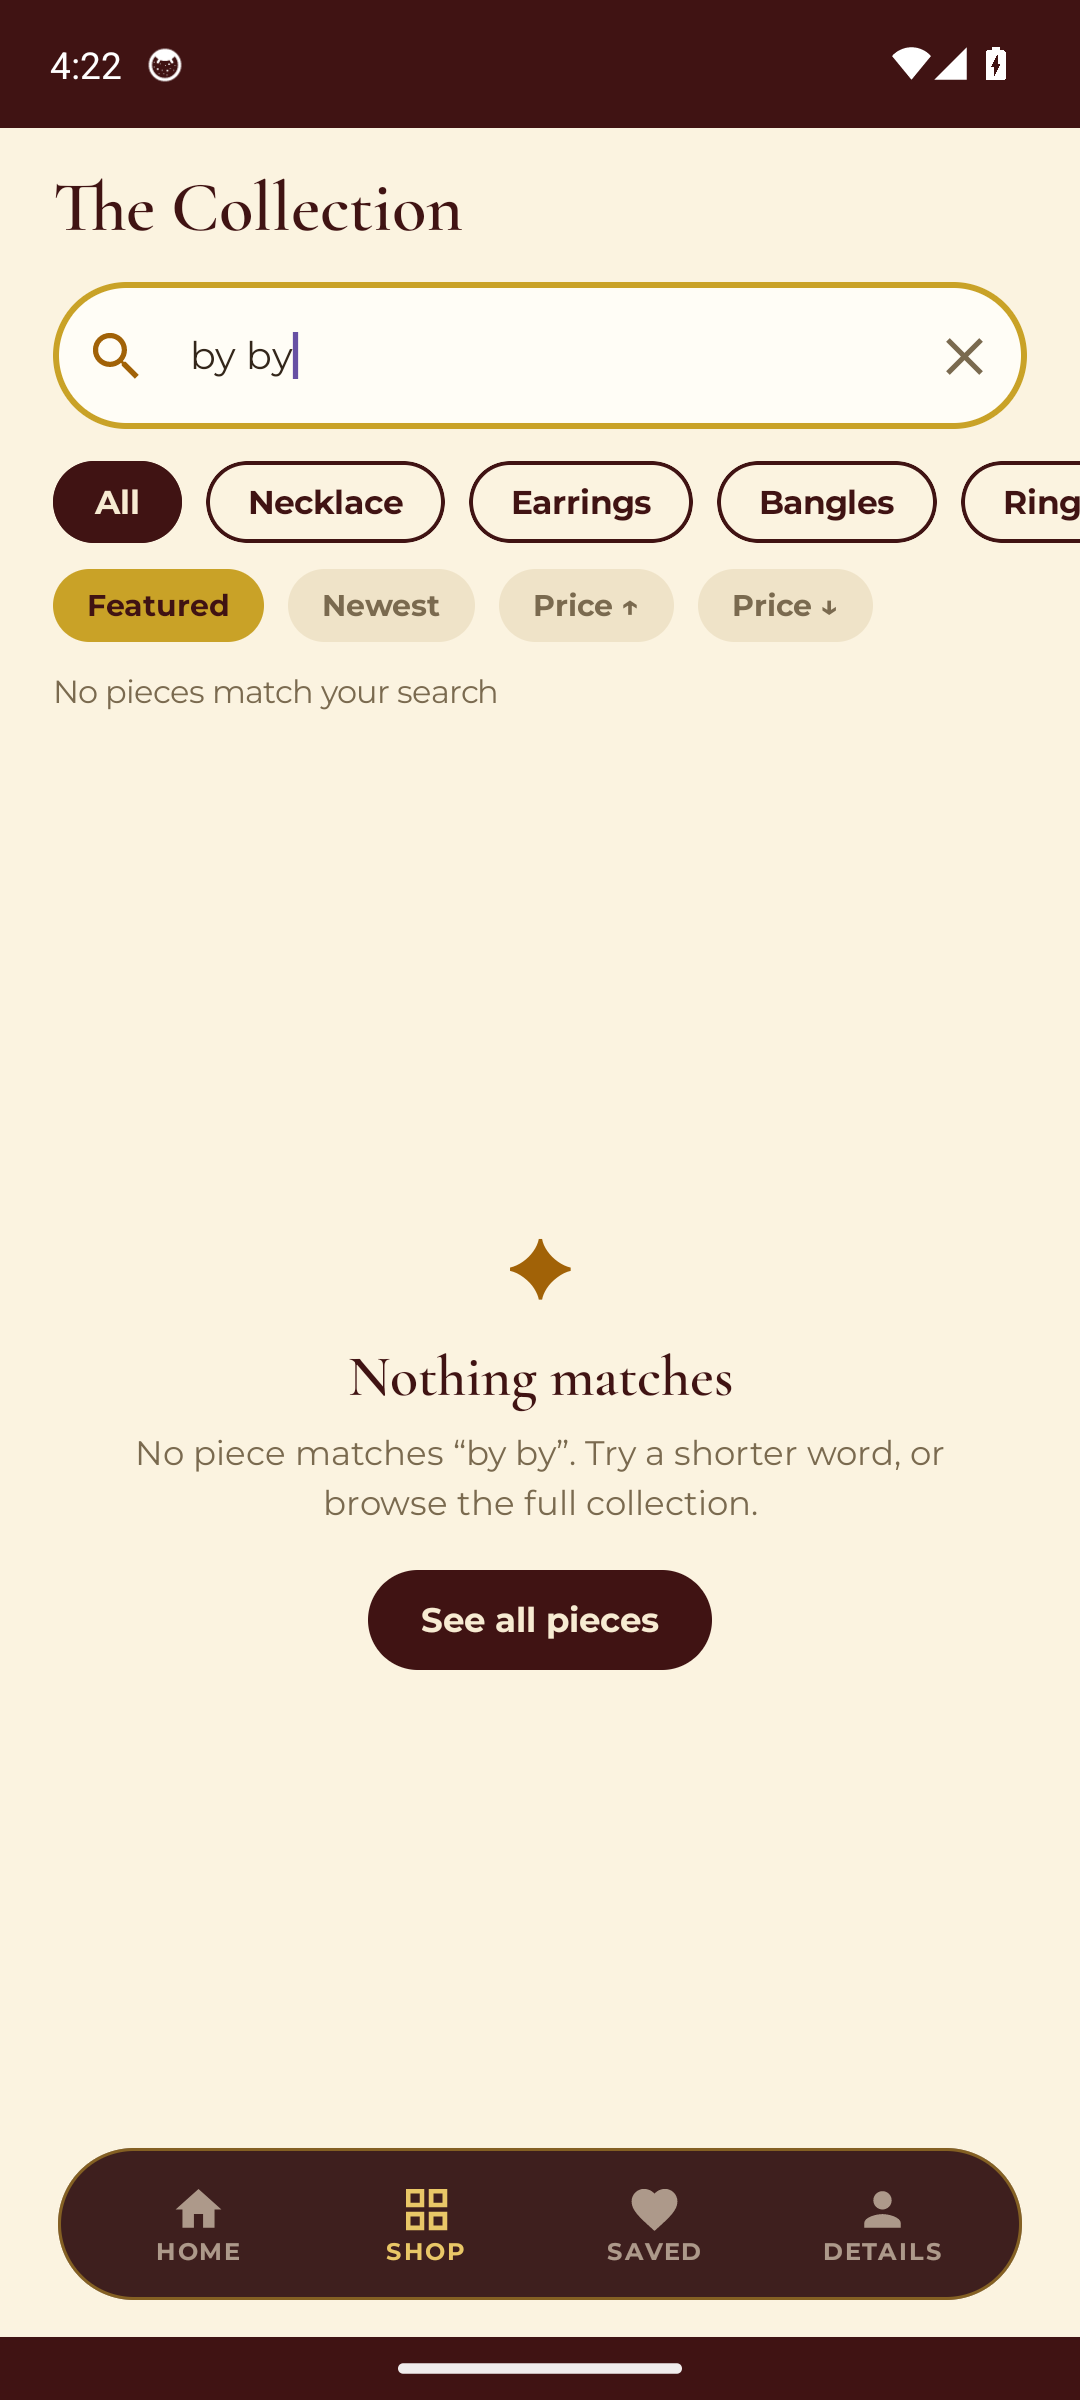 4:22
The Collection
by by
All Necklace Earrings Bangles Ring
Featured Newest Price ↑ Price ↓
No pieces match your search
Nothing matches
No piece matches “by by”. Try a shorter word, or
browse the full collection.
See all pieces
HOME SHOP SAVED DETAILS